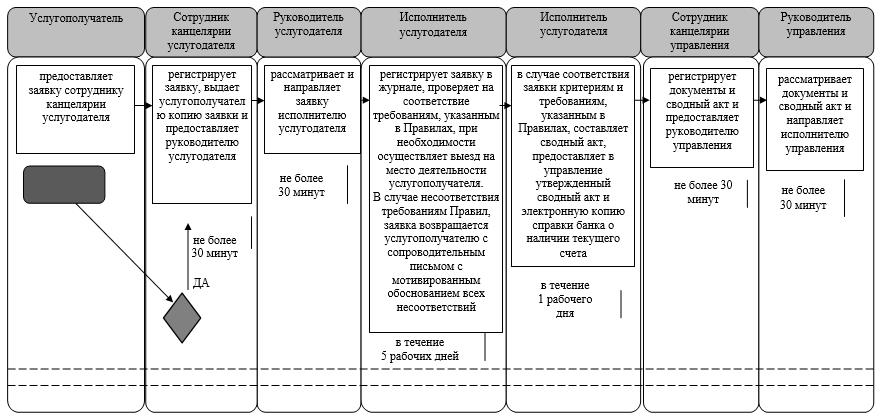 Услугополучатель
Сотрудник
канцелярии
услугодателя
Руководитель
услугодателя
Исполнитель
услугодателя
Исполнитель
услугодателя
Сотрудник
канцелярии
управления
Руководитель
управления
предоставляет
заявку сотруднику
канцелярии
услугодателя
регистрирует
заявку, выдает
услугополучател
ю копию заявки и
предоставляет
руководителю
услугодателя
рассматривает и
направляет
заявку
исполнителю
услугодателя
регистрирует заявку в
журнале, проверяет на
соответствие
требованиям, указанным
в Правилах, при
необходимости
осуществляет выезд на
место деятельности
услугополучателя.
В случае несоответствия
требованиям Правил,
заявка возвращается
услугополучателю с
сопроводительным
письмом с
мотивированным
обоснованием всех
несоответствий
в случае соответствия
заявки критериям и
требованиям,
указанным в
Правилах, составляет
сводный акт,
предоставляет в
управление
утвержденный
сводный акт и
электронную копию
справки банка о
наличии текущего
счета
регистрирует
документы и
сводный акт и
предоставляет
руководителю
управления
рассматривает
документы и
сводный акт и
направляет
исполнителю
управления
не более
30 минут
ДА
не более
30 минут
в течение
5 рабочих дней
в течение
1 рабочего
дня
не более 30
минут
не более
30 минут